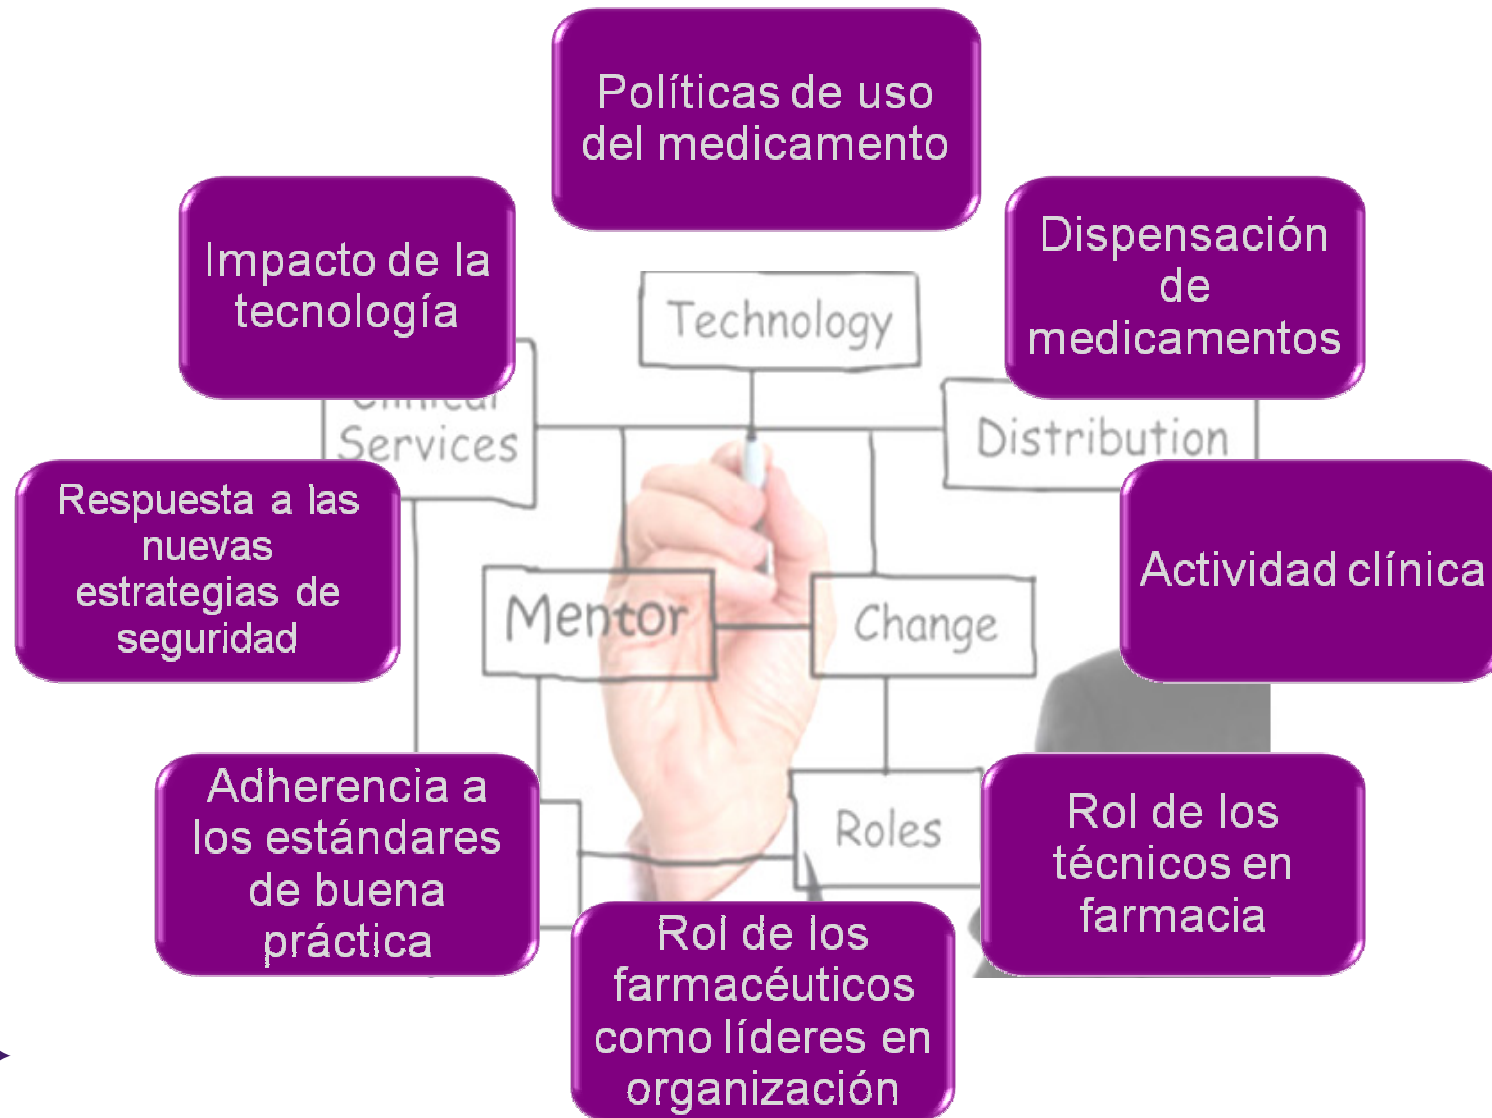 Políticas de uso
del medicamento
Dispensación
de
medicamentos
Actividad clínica
Rol de los
técnicos en
farmacia
Rol de los
farmacéuticos
como líderes en
organización
Adherencia a
los estándares
de buena
práctica
Respuesta a las
nuevas
estrategias de
seguridad
Impacto de la
tecnología
Technology
Clinical
Services
Distribution
Mentor
Change
Roles